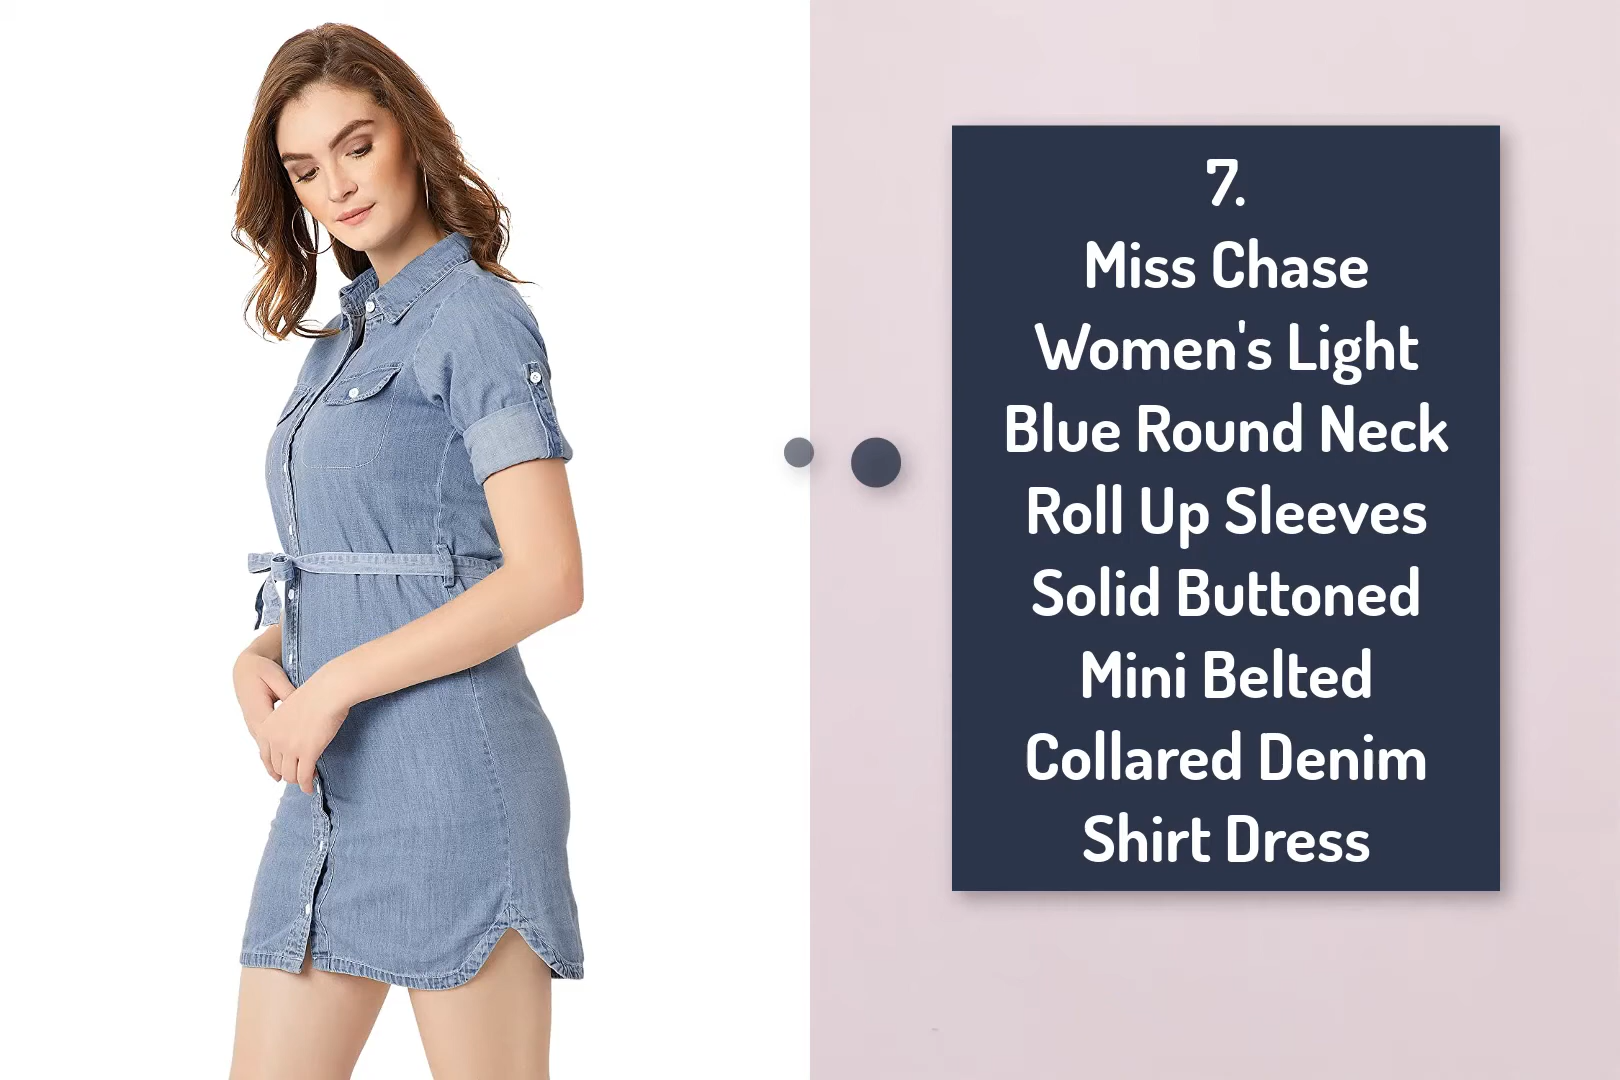 7.
Miss Chase
Women's Light
Blue Round Neck
Roll Up Sleeves
Solid Buttoned
Mini Belted
Collared Denim
Shirt Dress